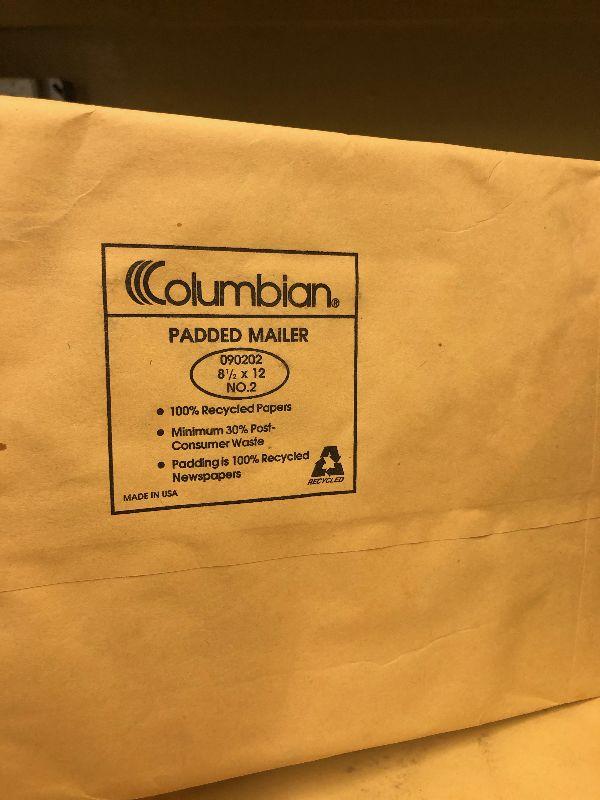 Columbian®
PADDED MAILER
090202
8½ x 12
NO.2
• 100% Recycled Papers
• Minimum 30% Post-
Consumer Waste
• Padding is 100% Recycled
Newspapers
RECYCLED
MADE IN USA